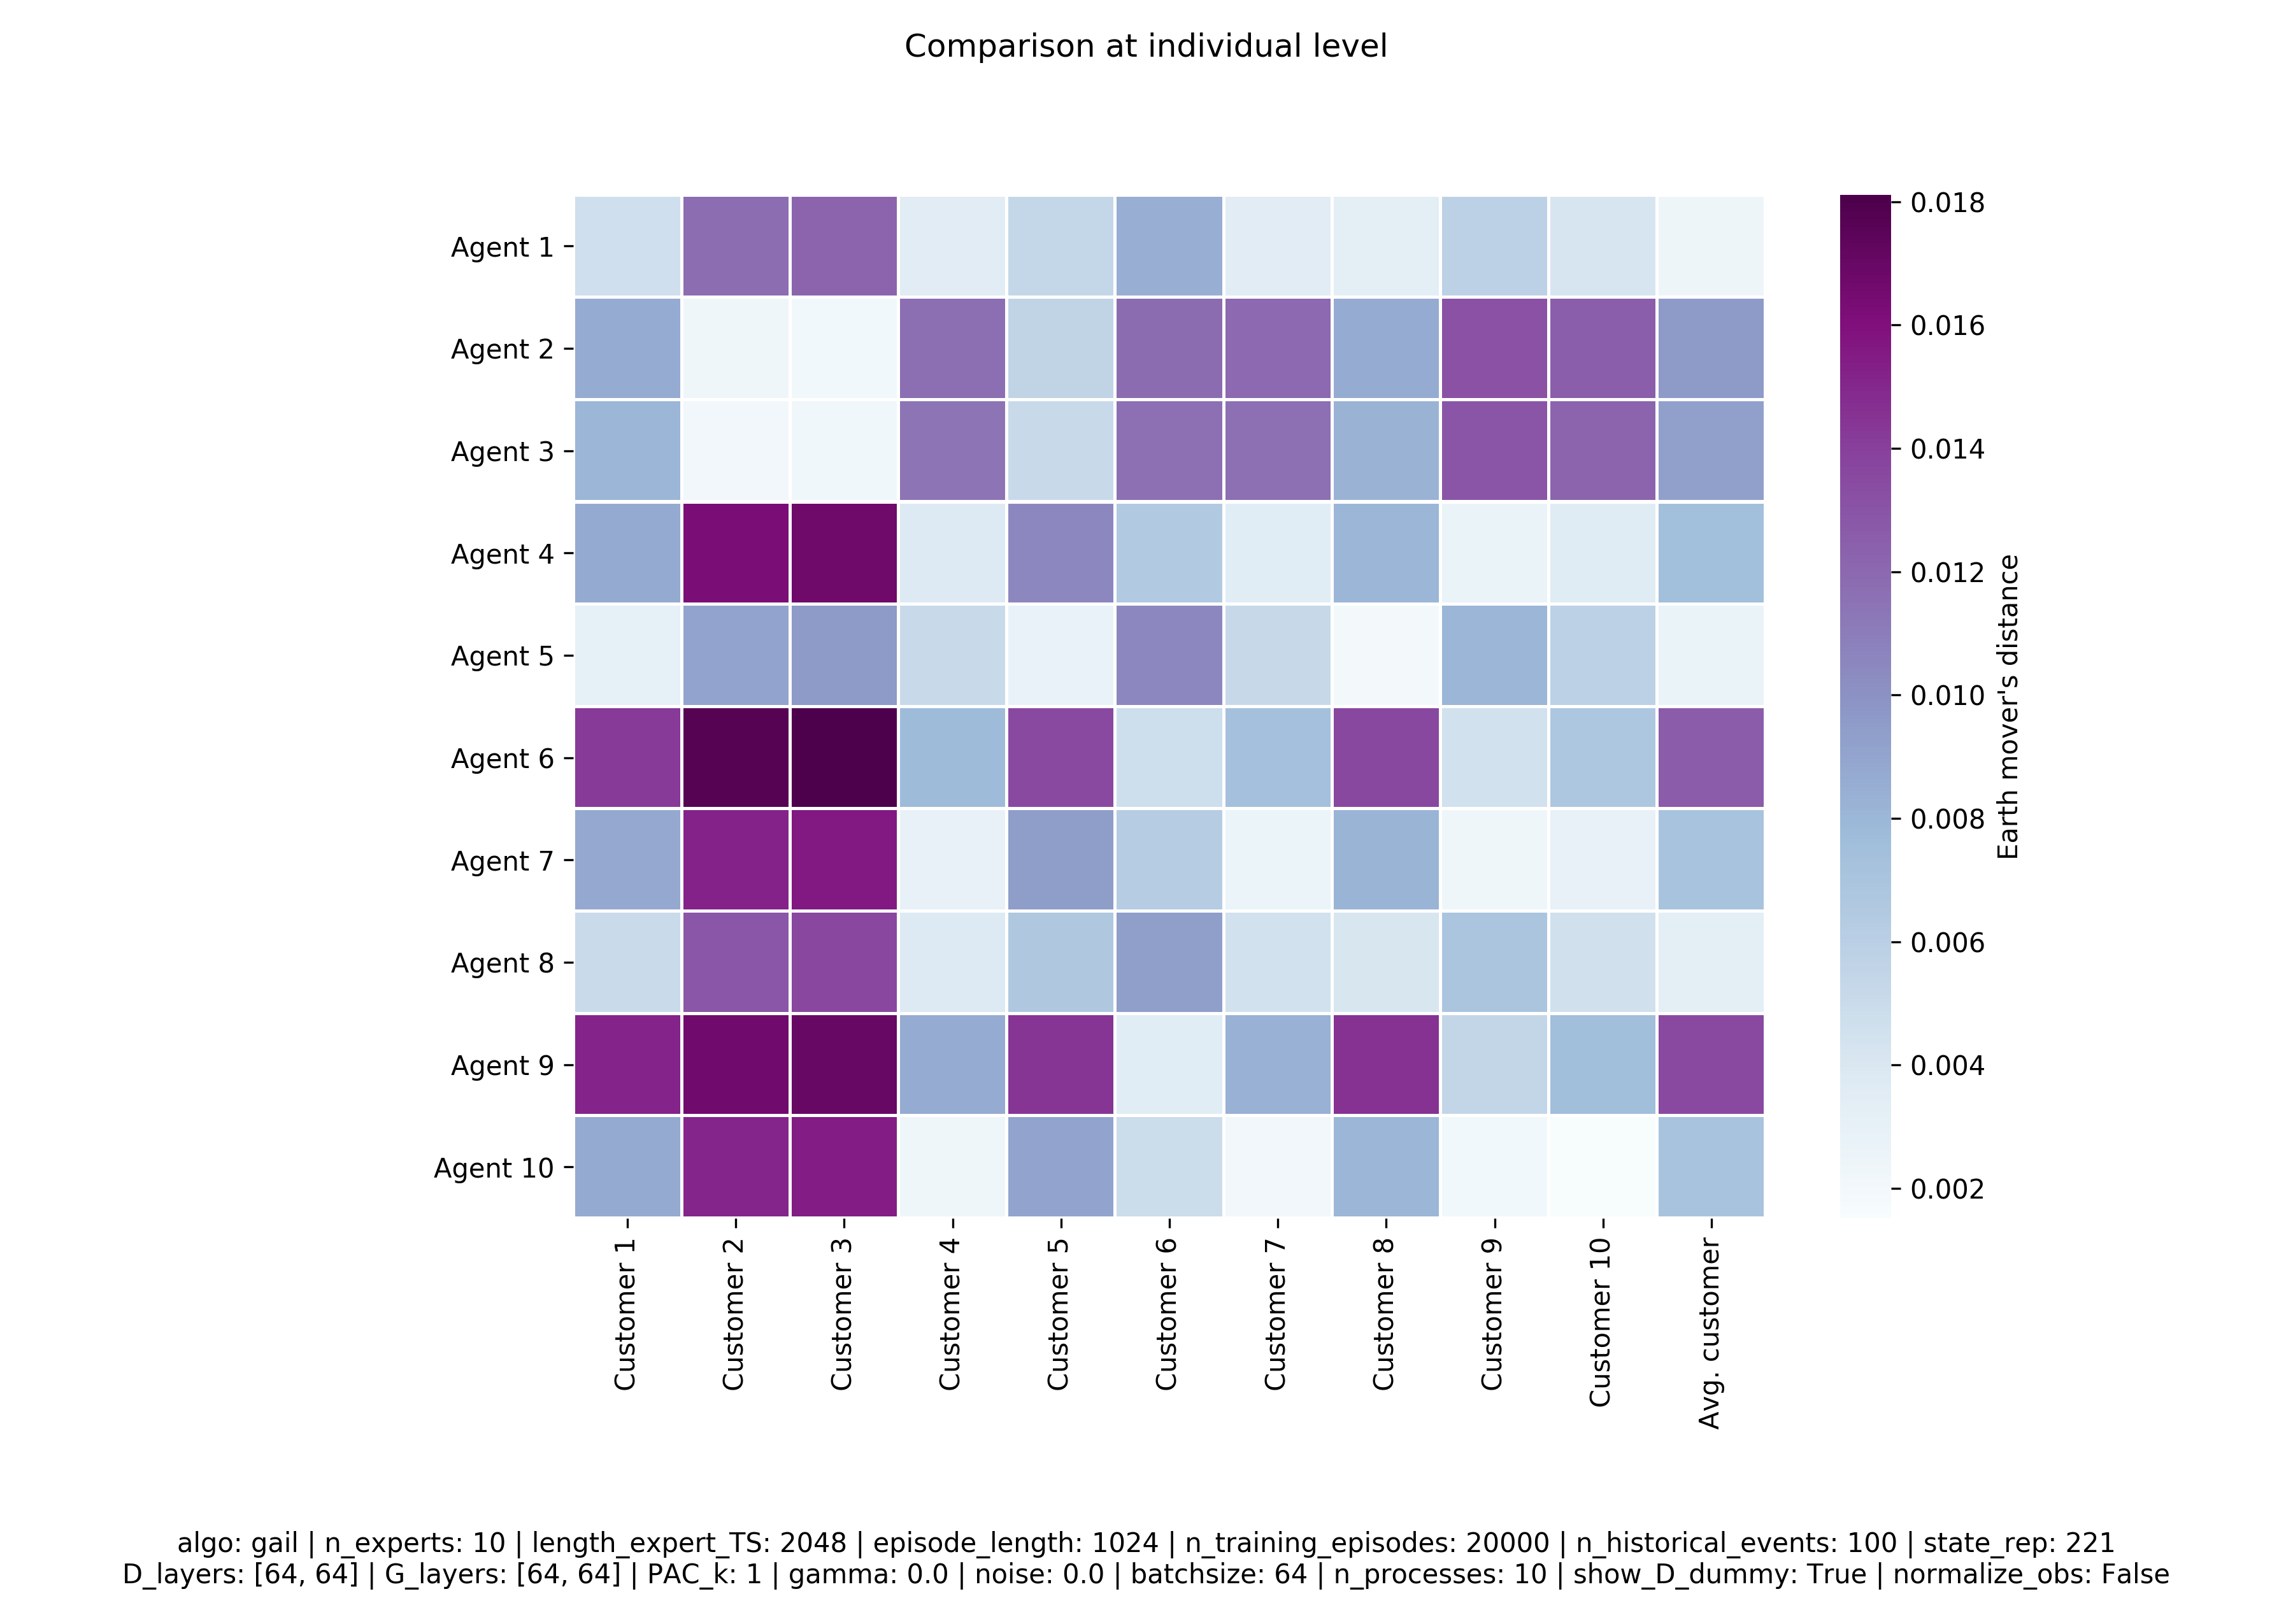 Comparison at individual level
Agent 1
Agent 2
Agent 3
Agent 4
Agent 5
Agent 6
Agent 7
Agent 8
Agent 9
Agent 10
Customer 1
Customer 2
Customer 3
Customer 4
Customer 5
Customer 6
Customer 7
Customer 8
Customer 9
Customer 10
Avg. customer
0.018
0.016
0.014
0.012
0.010
0.008
0.006
0.004
0.002
Earth mover's distance
algo: gail | n_experts: 10 | length_expert_TS: 2048 | episode_length: 1024 | n_training_episodes: 20000 | n_historical_events: 100 | state_rep: 221
D_layers: [64, 64] | G_layers: [64, 64] | PAC_k: 1 | gamma: 0.0 | noise: 0.0 | batchsize: 64 | n_processes: 10 | show_D_dummy: True | normalize_obs: False